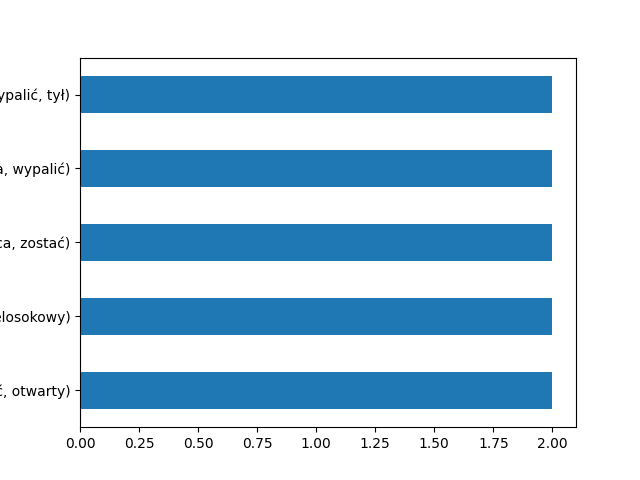 ypalić, tył)
a, wypalić)
ca, zostać)
elosokowy)
ć, otwarty)
0.00 0.25 0.50 0.75 1.00 1.25 1.50 1.75 2.00